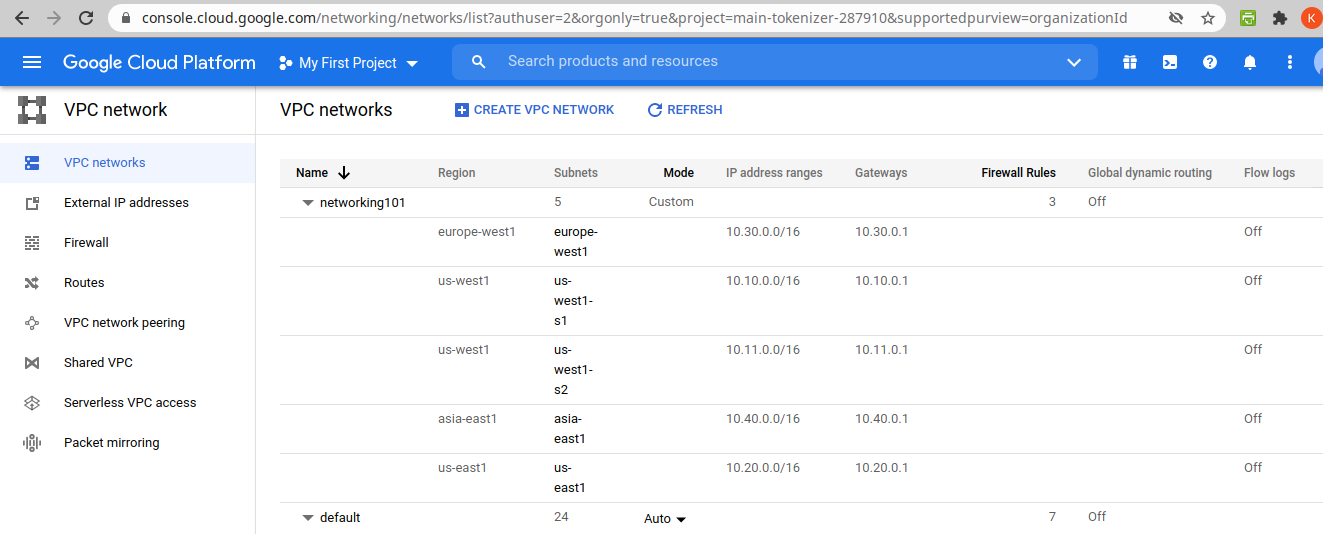 console.cloud.google.com/networking/networks/list?authuser=2&orgonly=true&project=main-tokenizer-287910&supportedpurview=organizationId
K
Google Cloud Platform My First Project Search products and resources
VPC network
VPC networks
External IP addresses
Firewall
Routes
VPC network peering
Shared VPC
Serverless VPC access
Packet mirroring
VPC networks CREATE VPC NETWORK REFRESH
Name Region Subnets Mode IP address ranges Gateways Firewall Rules Global dynamic routing Flow logs
networking101 5 Custom 3 Off
europe-west1 europe- 10.30.0.0/16 10.30.0.1 Off
west1
us-west1 us- 10.10.0.0/16 10.10.0.1 Off
west1-
s1
us-west1 us- 10.11.0.0/16 10.11.0.1 Off
west1-
s2
asia-east1 asia- 10.40.0.0/16 10.40.0.1 Off
east1
us-east1 us- 10.20.0.0/16 10.20.0.1 Off
east1
default 24 Auto 7 Off